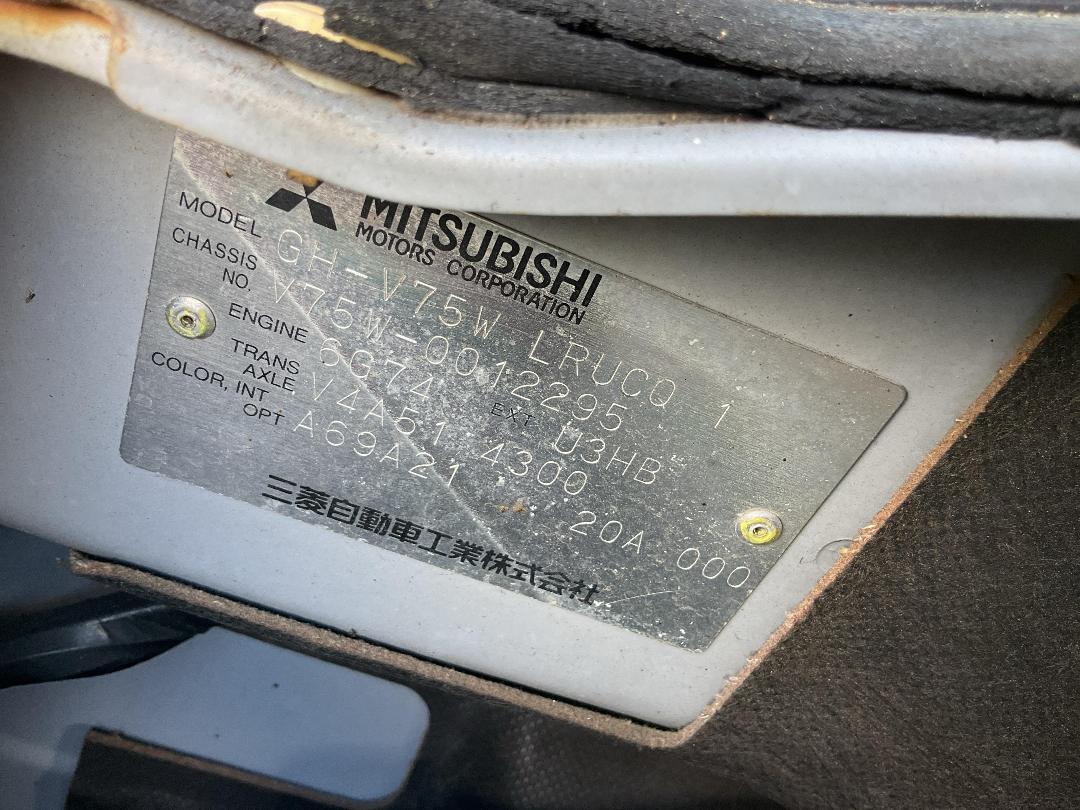 MITSUBISHI
MOTORS CORPORATION
MODEL GH-V75W LRUCQ 1
CHASSIS NO. V75W-0012295
ENGINE 6G74 EXT U3HB
TRANS AXLE V4A51 4300
COLOR, INT OPT A69A21 20A 000
三菱自動車工業株式会社